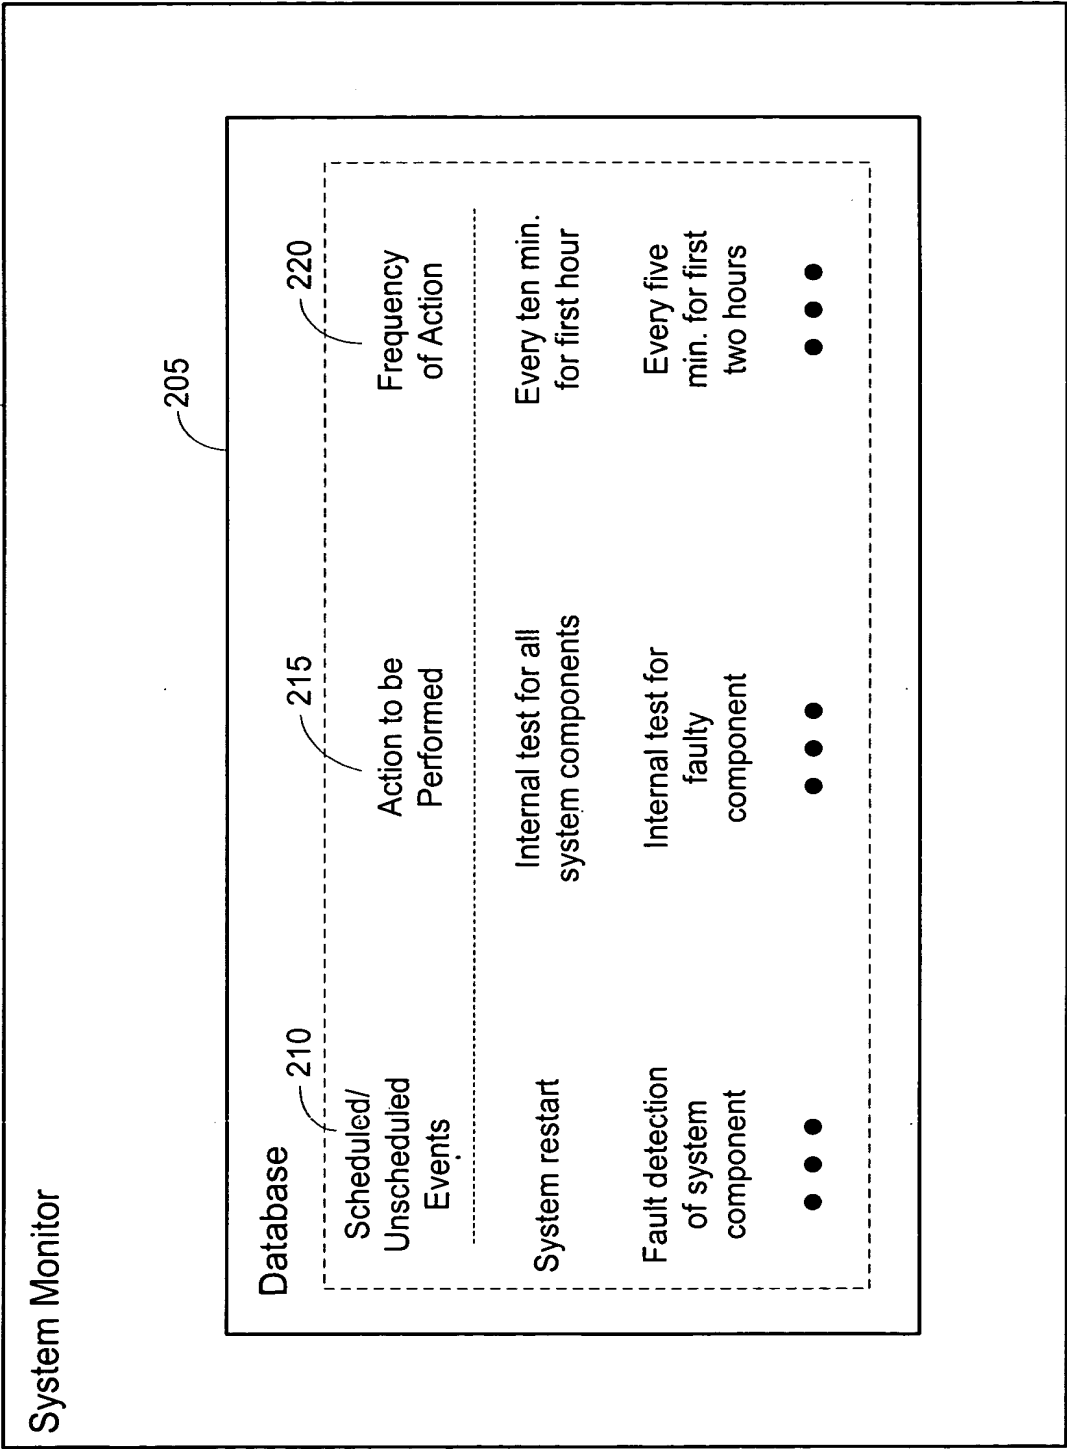 System Monitor
205
Database
210
215
220
Scheduled/
Unscheduled
Events
Action to be
Performed
Frequency
of Action
System restart
Internal test for all
system components
Every ten min.
for first hour
Fault detection
of system
component
Internal test for
faulty
component
Every five
min. for first
two hours